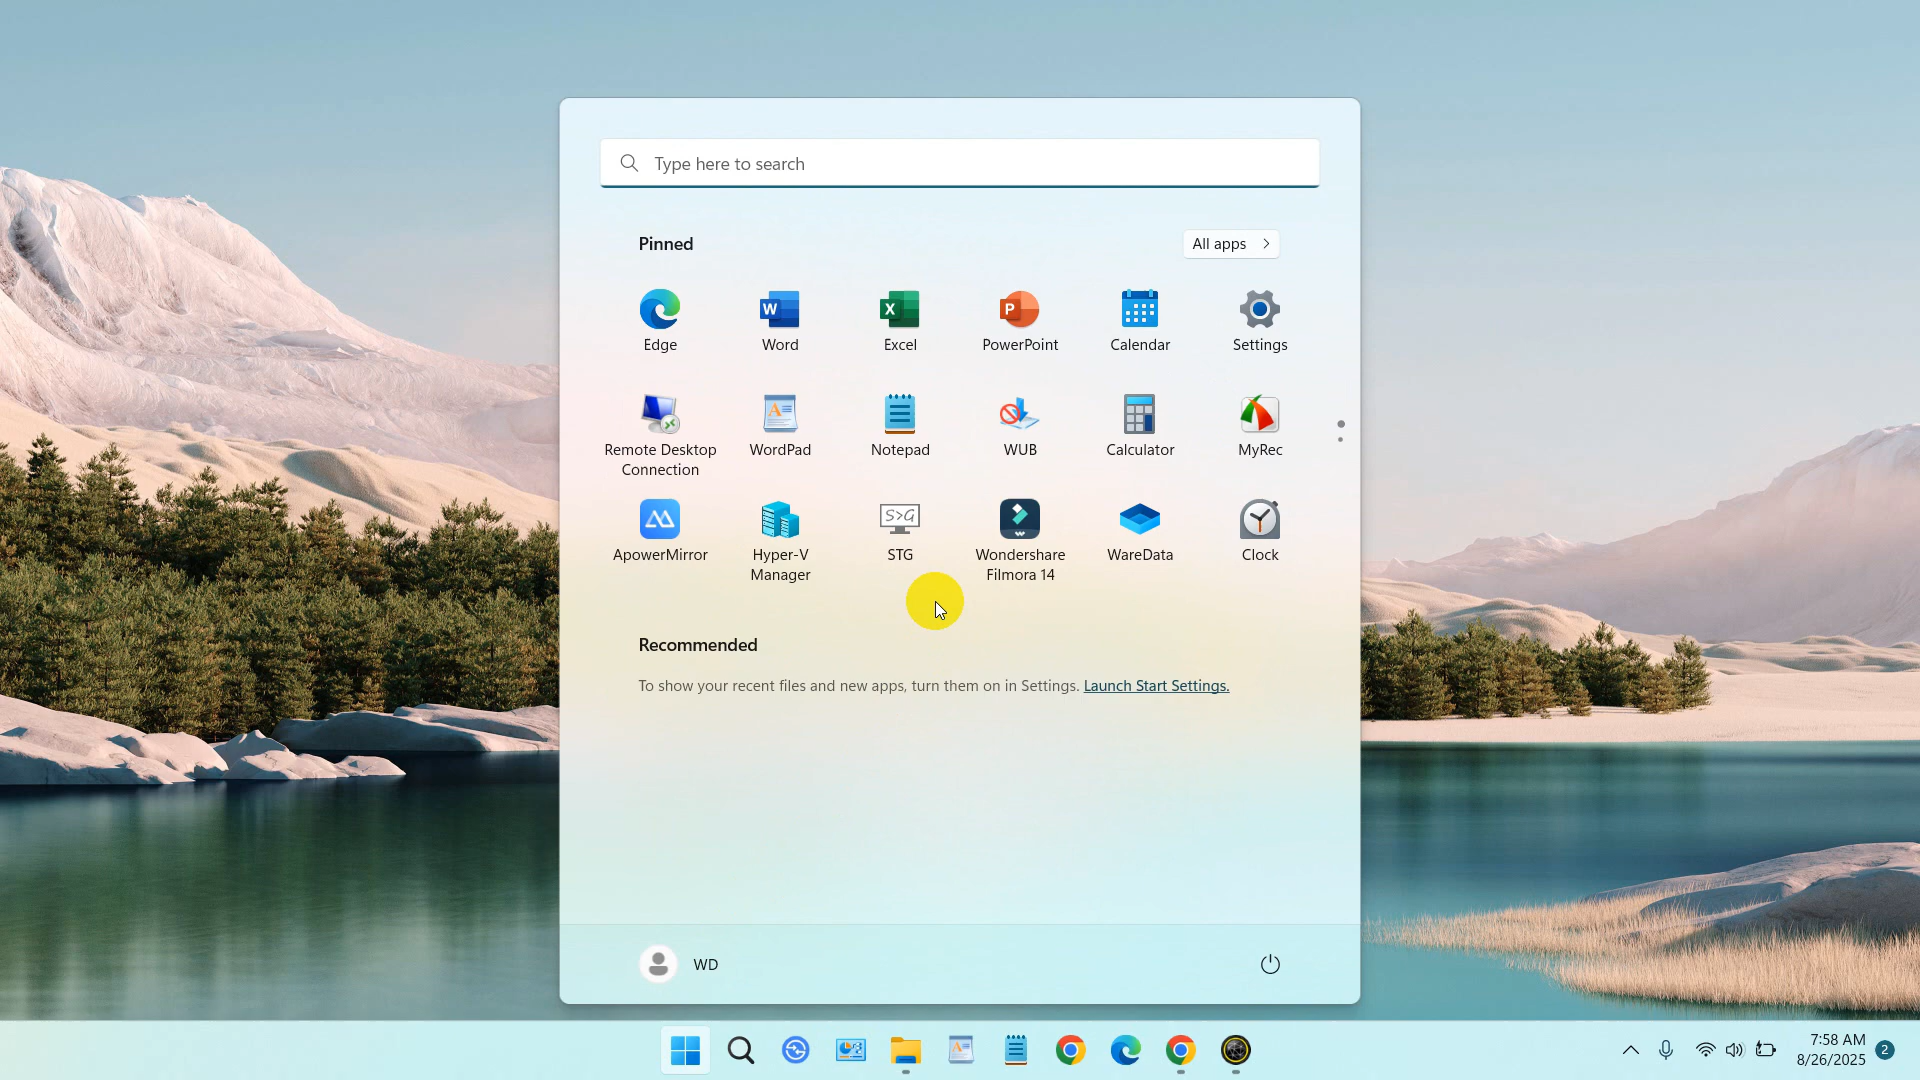 Type here to search
Pinned
All apps
Edge
Word
Excel
PowerPoint
Calendar
Settings
Remote Desktop
Connection
WordPad
Notepad
WUB
Calculator
MyRec
ApowerMirror
Hyper-V
Manager
STG
Wondershare
Filmora 14
WareData
Clock
Recommended
To show your recent files and new apps, turn them on in Settings. Launch Start Settings.
WD
7:58 AM
8/26/2025
2